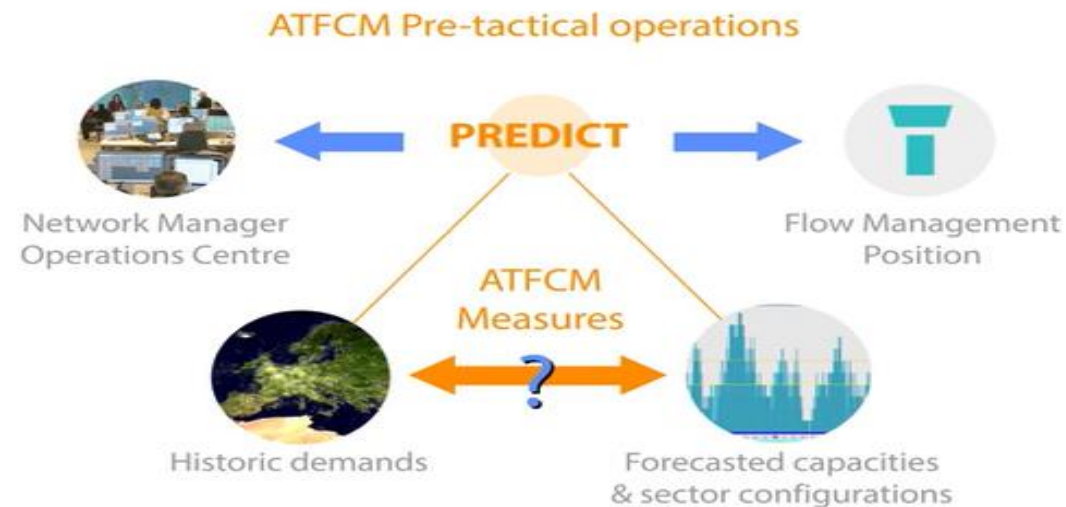 ATFCM Pre-tactical operations
PREDICT
Network Manager
Operations Centre
Flow Management
Position
ATFCM
Measures
?
Historic demands
Forecasted capacities
& sector configurations